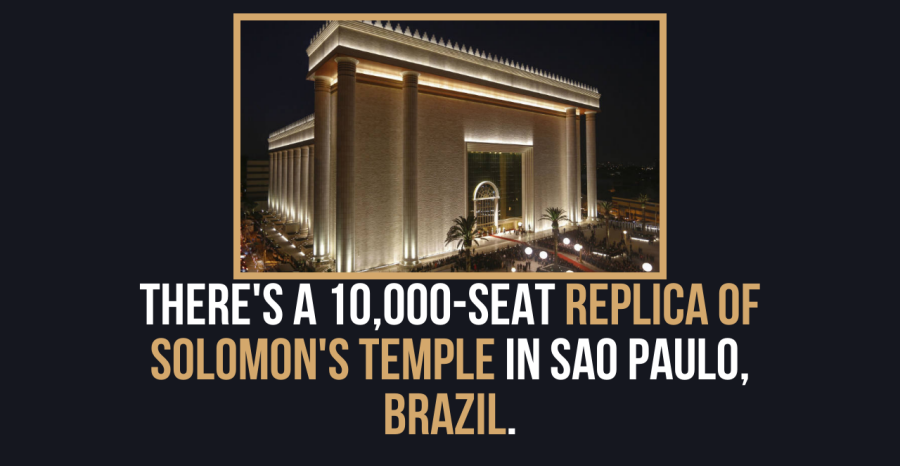 THERE'S A 10,000-SEAT REPLICA OF
SOLOMON'S TEMPLE IN SAO PAULO,
BRAZIL.